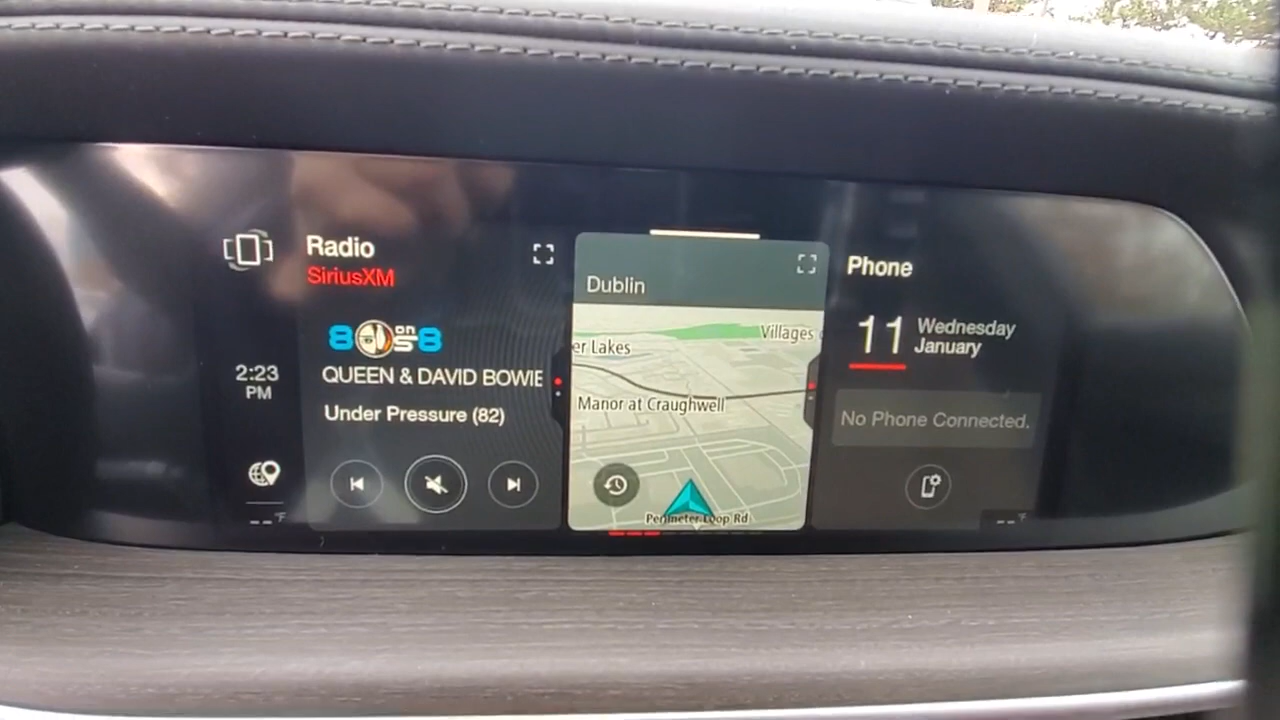 Radio
SiriusXM
8 on 8
QUEEN & DAVID BOWIE
Under Pressure (82)
2:23
PM
--°F
Dublin
Villages
er Lakes
Manor at Craughwell
Perimeter Loop Rd
Phone
11
Wednesday
January
No Phone Connected.
--°F